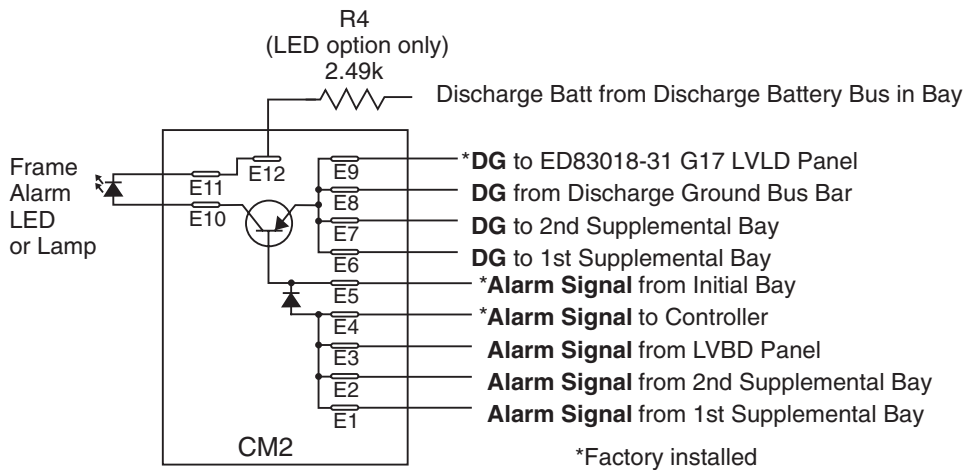 R4
(LED option only)
2.49k
Discharge Batt from Discharge Battery Bus in Bay
Frame
Alarm
LED
or Lamp
E11
E12
E10
E9
*DG to ED83018-31 G17 LVLD Panel
E8
DG from Discharge Ground Bus Bar
E7
DG to 2nd Supplemental Bay
E6
DG to 1st Supplemental Bay
E5
*Alarm Signal from Initial Bay
E4
*Alarm Signal to Controller
E3
Alarm Signal from LVBD Panel
E2
Alarm Signal from 2nd Supplemental Bay
E1
Alarm Signal from 1st Supplemental Bay
CM2
*Factory installed